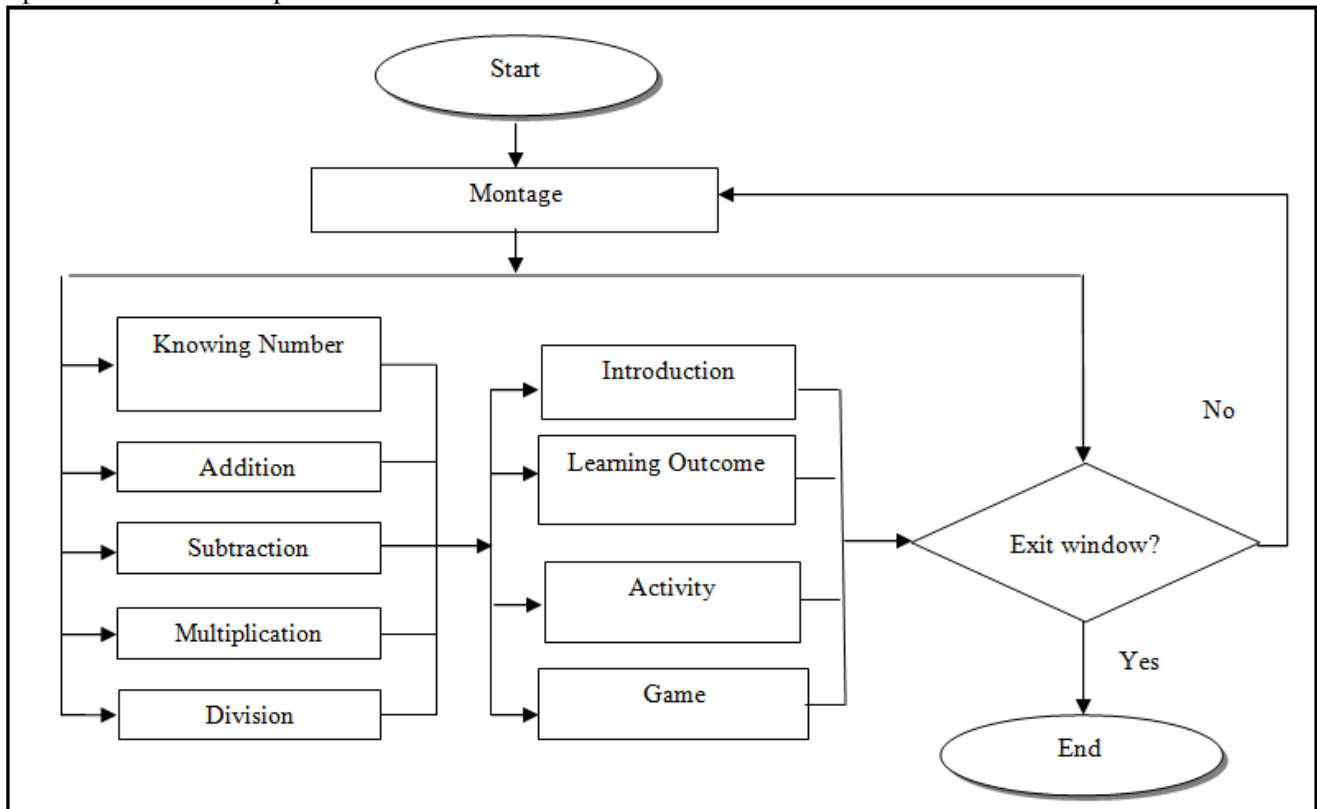 Start
Montage
Knowing Number
Introduction
No
Addition
Learning Outcome
Subtraction
Exit window?
Activity
Multiplication
Yes
Game
Division
End